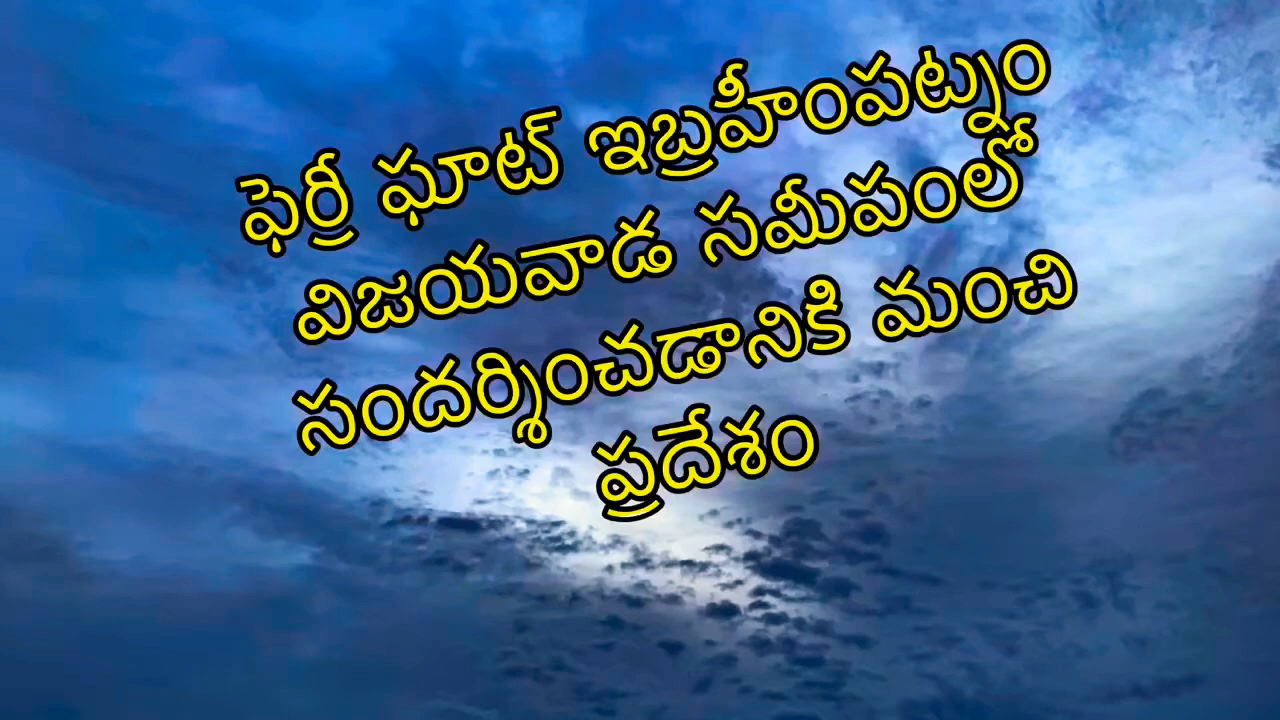 ఫెర్రీ ఘాట్ ఇబ్రహీంపట్నం
విజయవాడ సమీపంలో
సందర్శించడానికి మంచి
ప్రదేశం